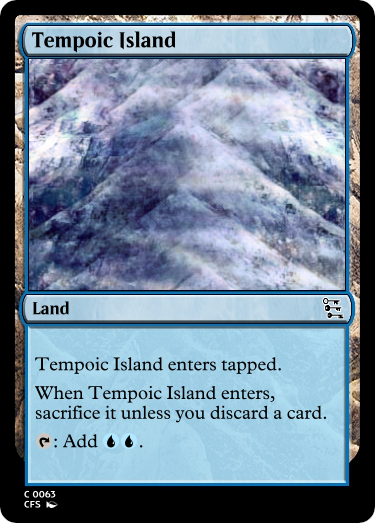 Tempoic Island
Land
Tempoic Island enters tapped.
When Tempoic Island enters,
sacrifice it unless you discard a card.
: Add .
C 0063
CFS